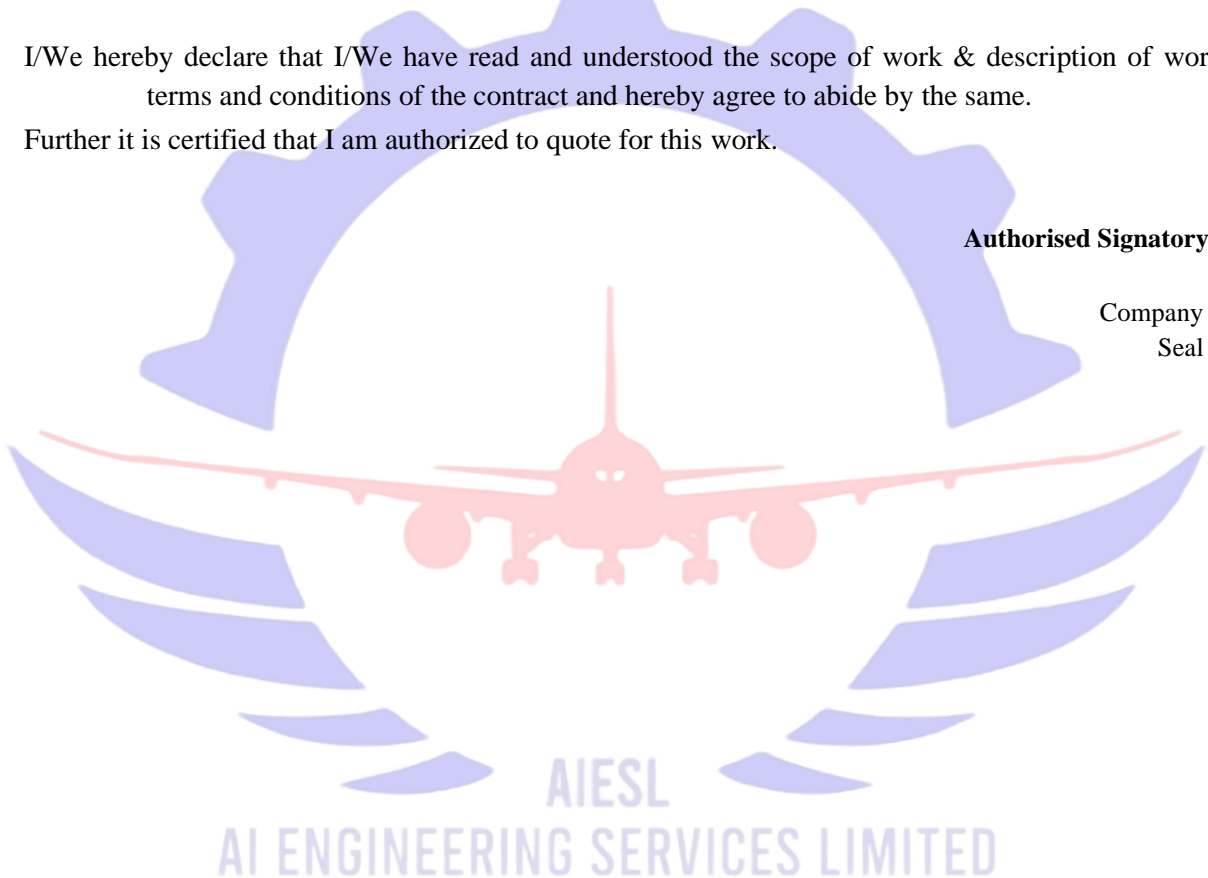 I/We hereby declare that I/We have read and understood the scope of work & description of wor
terms and conditions of the contract and hereby agree to abide by the same.
Further it is certified that I am authorized to quote for this work.
Authorised Signatory
Company
Seal
AIESL
AI ENGINEERING SERVICES LIMITED